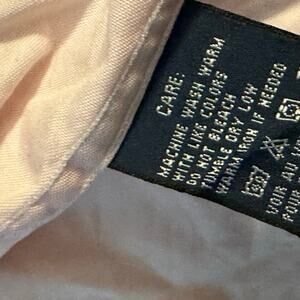 CARE:
MACHINE WASH WARM
WITH LIKE COLORS
DO NOT BLEACH
TUMBLE DRY LOW
WARM IRON IF NEEDED
VOIR AU
POUR